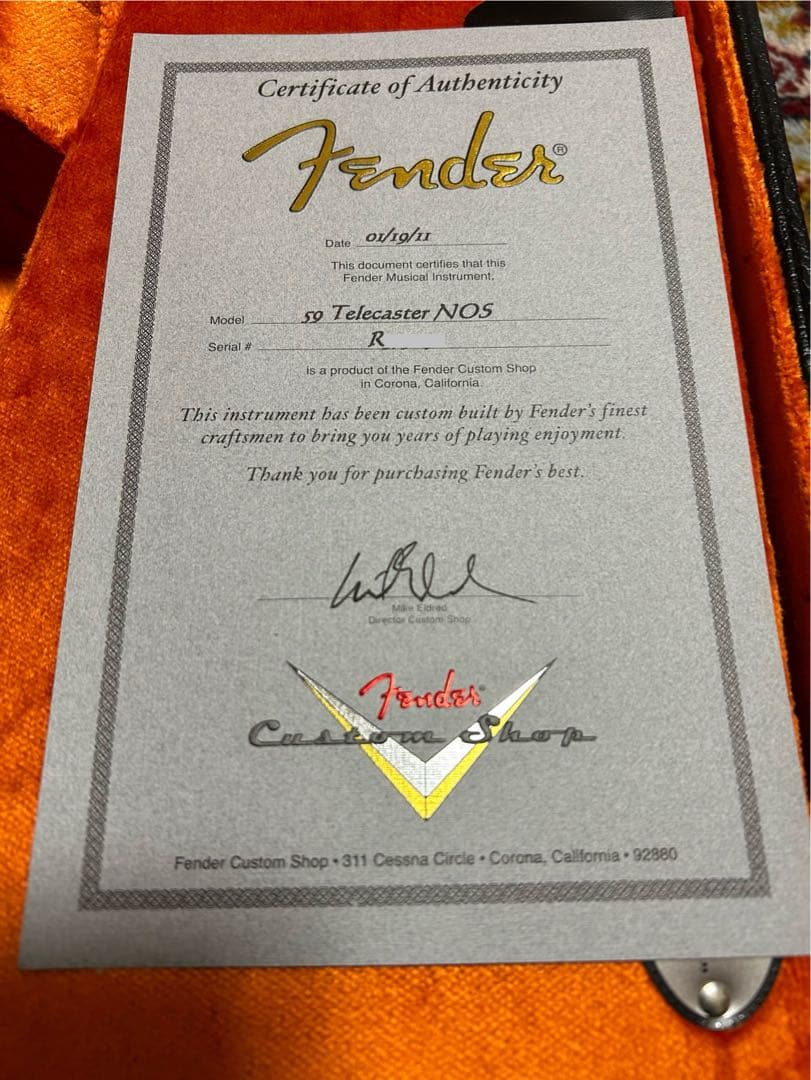 Certificate of Authenticity
Fender®
Date 01/19/11
This document certifies that this
Fender Musical Instrument,
Model 59 Telecaster NOS
Serial # R
is a product of the Fender Custom Shop
in Corona, California.
This instrument has been custom built by Fender's finest
craftsmen to bring you years of playing enjoyment.
Thank you for purchasing Fender's best.
Mike Eldred
Director Custom Shop
Fender
Custom Shop
Fender Custom Shop • 311 Cessna Circle • Corona, California • 92880